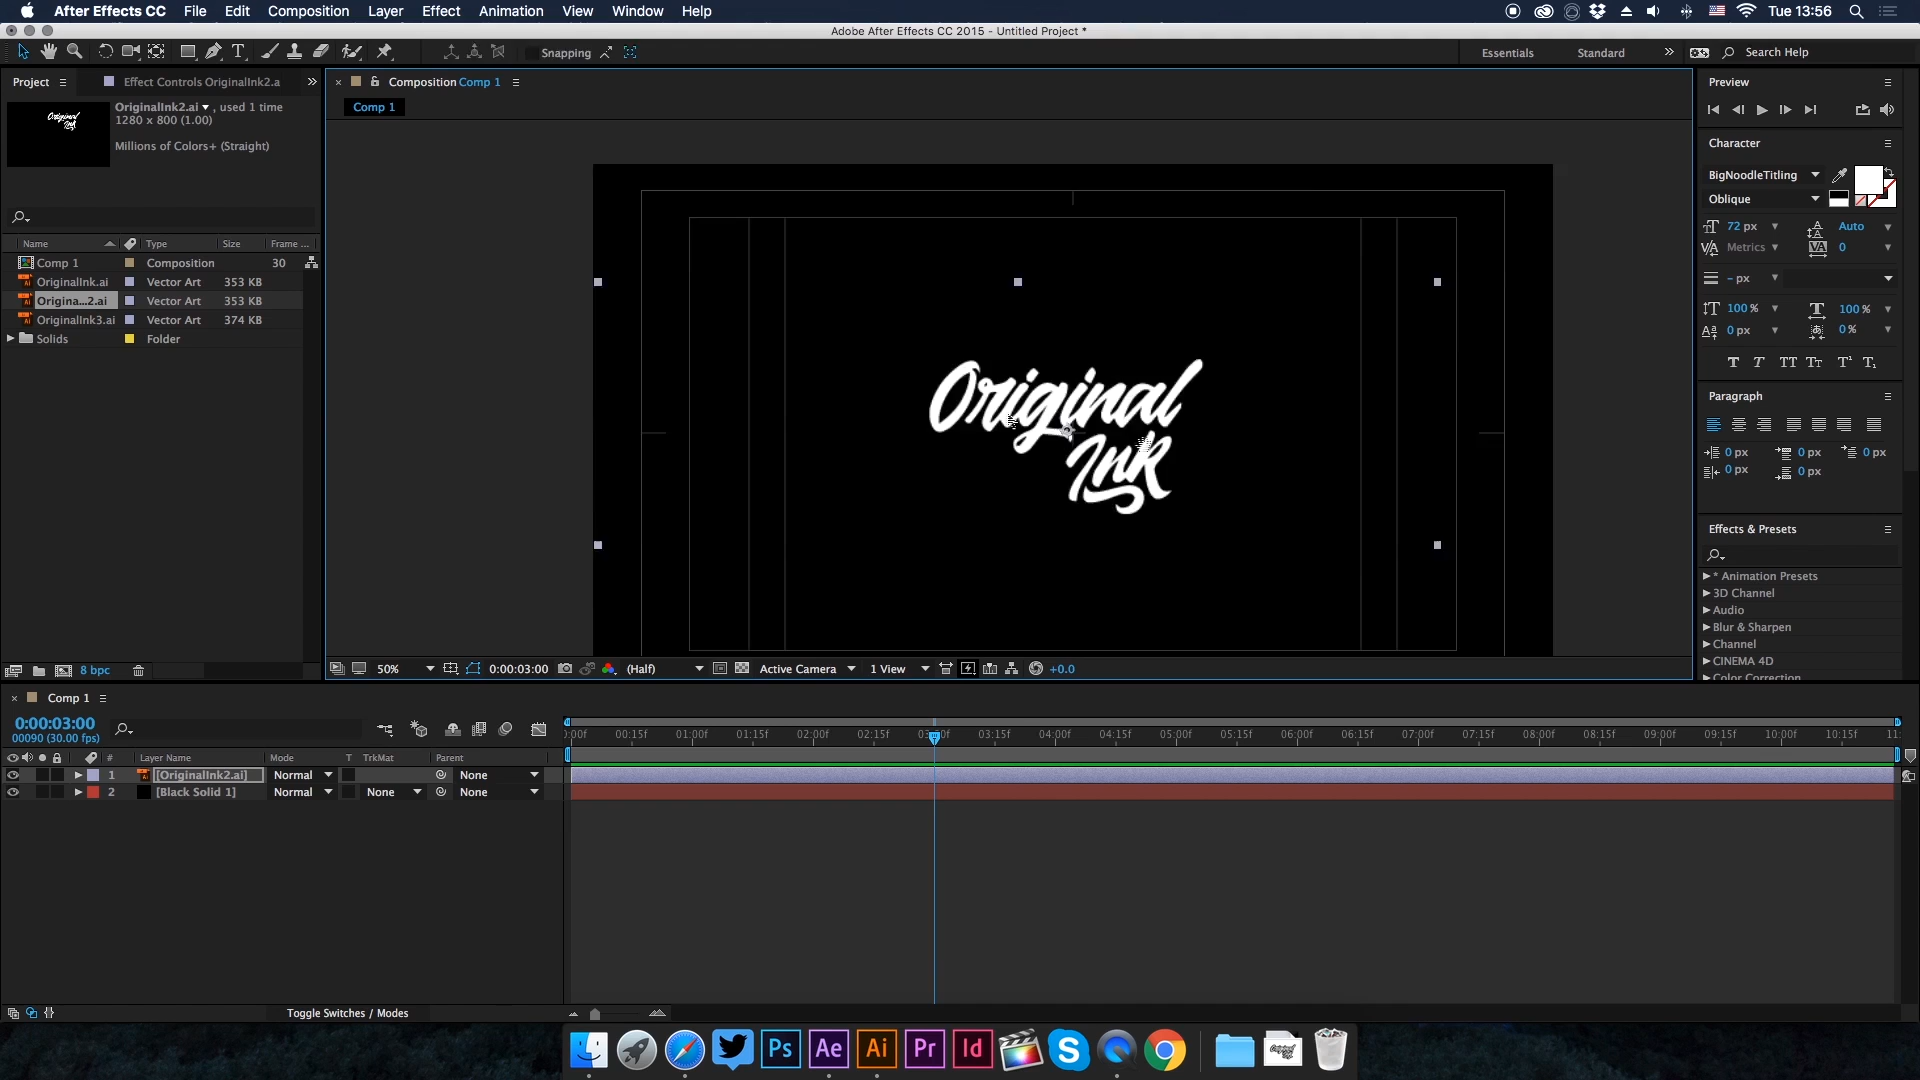 After Effects CC File Edit Composition Layer Effect Animation View Window Help Tue 13:56
Adobe After Effects CC 2015 - Untitled Project *
Snapping Essentials Standard Search Help
Project Effect Controls OriginalInk2.a
Composition Comp 1
Comp 1
OriginalInk2.ai , used 1 time
1280 x 800 (1.00)
Millions of Colors+ (Straight)
Name Type Size Frame ...
Comp 1 Composition 30
OriginalInk.ai Vector Art 353 KB
Origina...2.ai Vector Art 353 KB
OriginalInk3.ai Vector Art 374 KB
Solids Folder
8 bpc
Original
Ink
50% 0:00:03:00 (Half) Active Camera 1 View +0.0
Preview
Character
BigNoodleTitling
Oblique
72 px Auto
Metrics 0
- px
100 % 100 %
0 px 0 %
Paragraph
0 px 0 px 0 px
0 px 0 px
Effects & Presets
* Animation Presets
3D Channel
Audio
Blur & Sharpen
Channel
CINEMA 4D
Color Correction
Comp 1
0:00:03:00
00090 (30.00 fps)
:00f 00:15f 01:00f 01:15f 02:00f 02:15f 03:00f 03:15f 04:00f 04:15f 05:00f 05:15f 06:00f 06:15f 07:00f 07:15f 08:00f 08:15f 09:00f 09:15f 10:00f 10:15f 11:
# Layer Name Mode T TrkMat Parent
1 [OriginalInk2.ai] Normal None
2 [Black Solid 1] Normal None None
Toggle Switches / Modes
Ps Ae Ai Pr Id